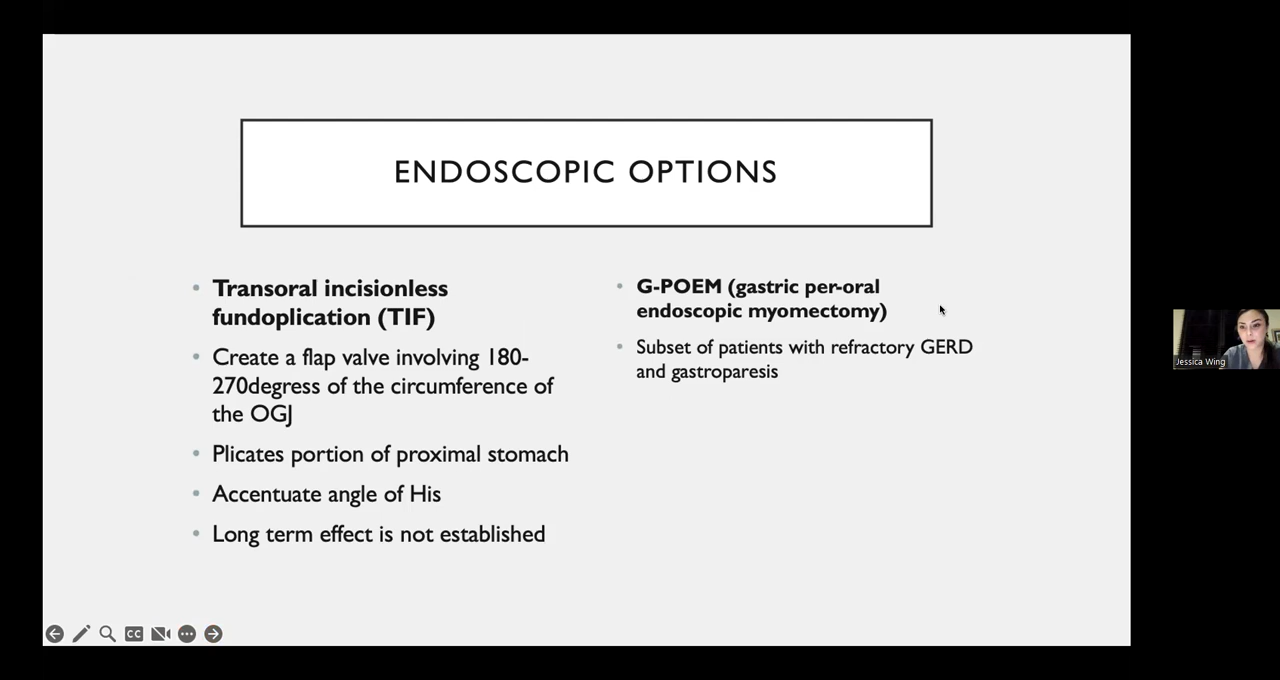 ENDOSCOPIC OPTIONS
Transoral incisionless
fundoplication (TIF)
Create a flap valve involving 180-
270degress of the circumference of
the OGJ
Plicates portion of proximal stomach
Accentuate angle of His
Long term effect is not established
G-POEM (gastric per-oral
endoscopic myomectomy)
Subset of patients with refractory GERD
and gastroparesis
CC
Jessica Wing